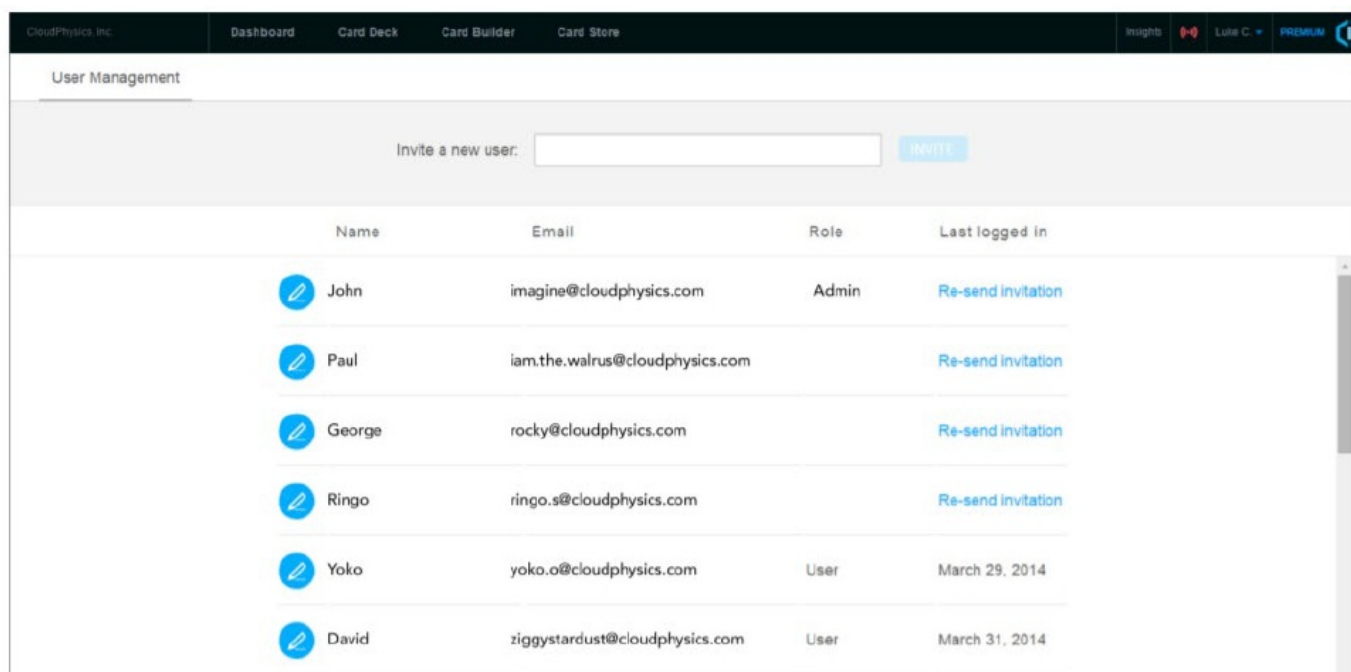 CloudPhysics, Inc. Dashboard Card Deck Card Builder Card Store Insights Luke C. PREMIUM
User Management
Invite a new user: INVITE
Name Email Role Last logged in
John imagine@cloudphysics.com Admin Re-send invitation
Paul iam.the.walrus@cloudphysics.com Re-send invitation
George rocky@cloudphysics.com Re-send invitation
Ringo ringo.s@cloudphysics.com Re-send invitation
Yoko yoko.o@cloudphysics.com User March 29, 2014
David ziggystardust@cloudphysics.com User March 31, 2014